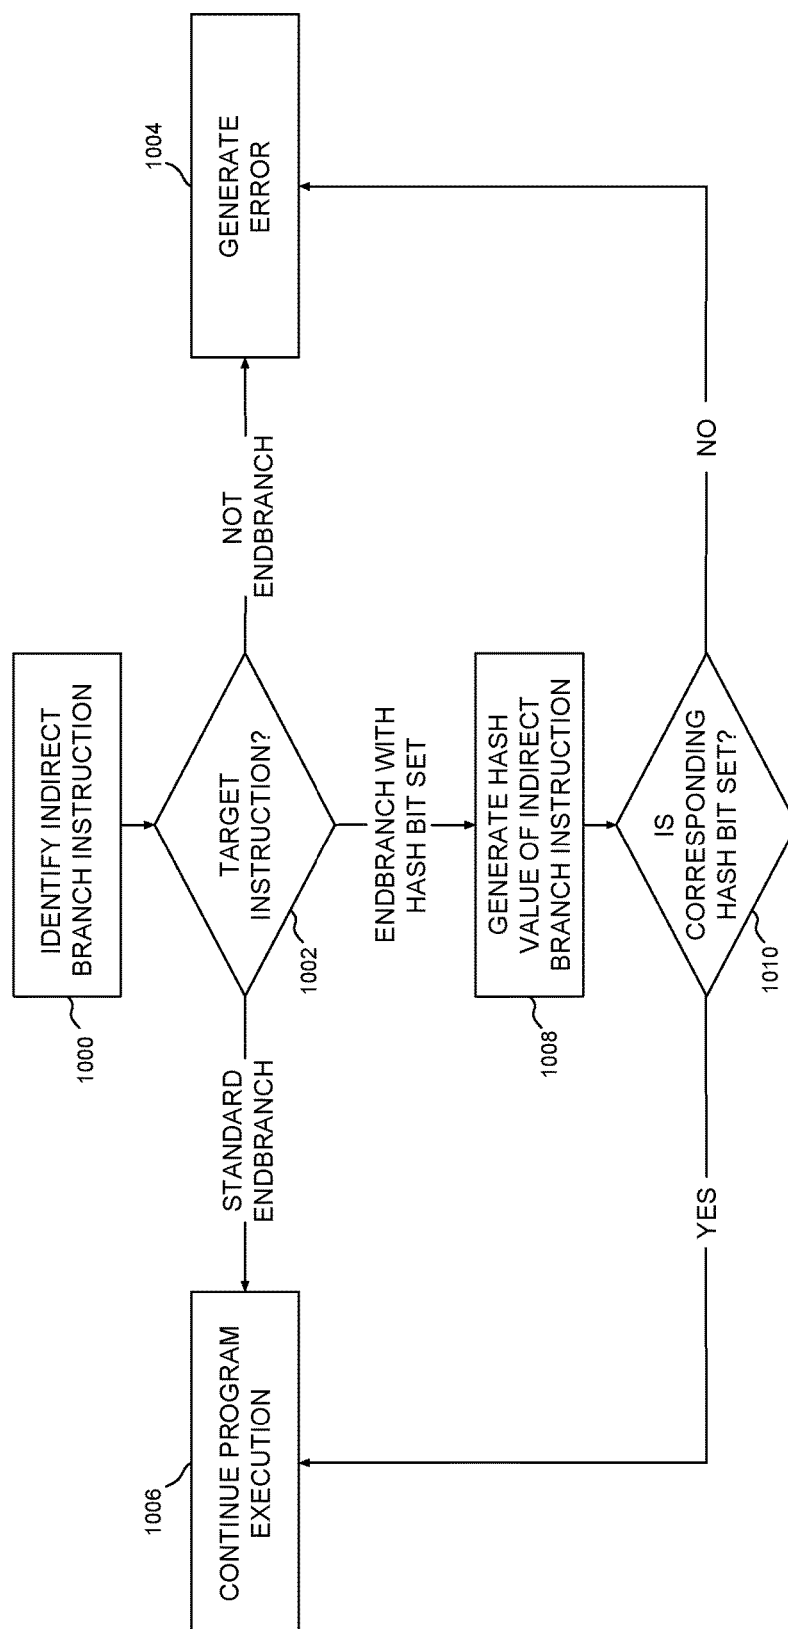 1000
IDENTIFY INDIRECT
BRANCH INSTRUCTION
1002
TARGET
INSTRUCTION?
STANDARD
ENDBRANCH
NOT
ENDBRANCH
1006
CONTINUE PROGRAM
EXECUTION
1004
GENERATE
ERROR
ENDBRANCH WITH
HASH BIT SET
1008
GENERATE HASH
VALUE OF INDIRECT
BRANCH INSTRUCTION
1010
IS
CORRESPONDING
HASH BIT SET?
YES
NO